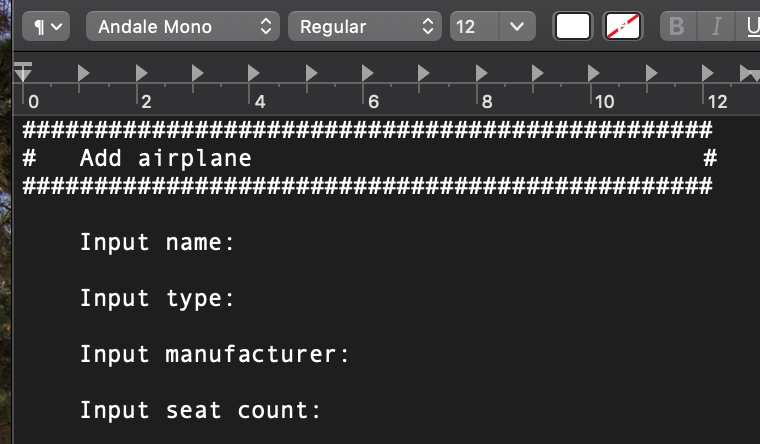 ¶ Andale Mono Regular 12 B I U
0 2 4 6 8 10 12
################################################
#   Add airplane                               #
################################################
Input name:
Input type:
Input manufacturer:
Input seat count: